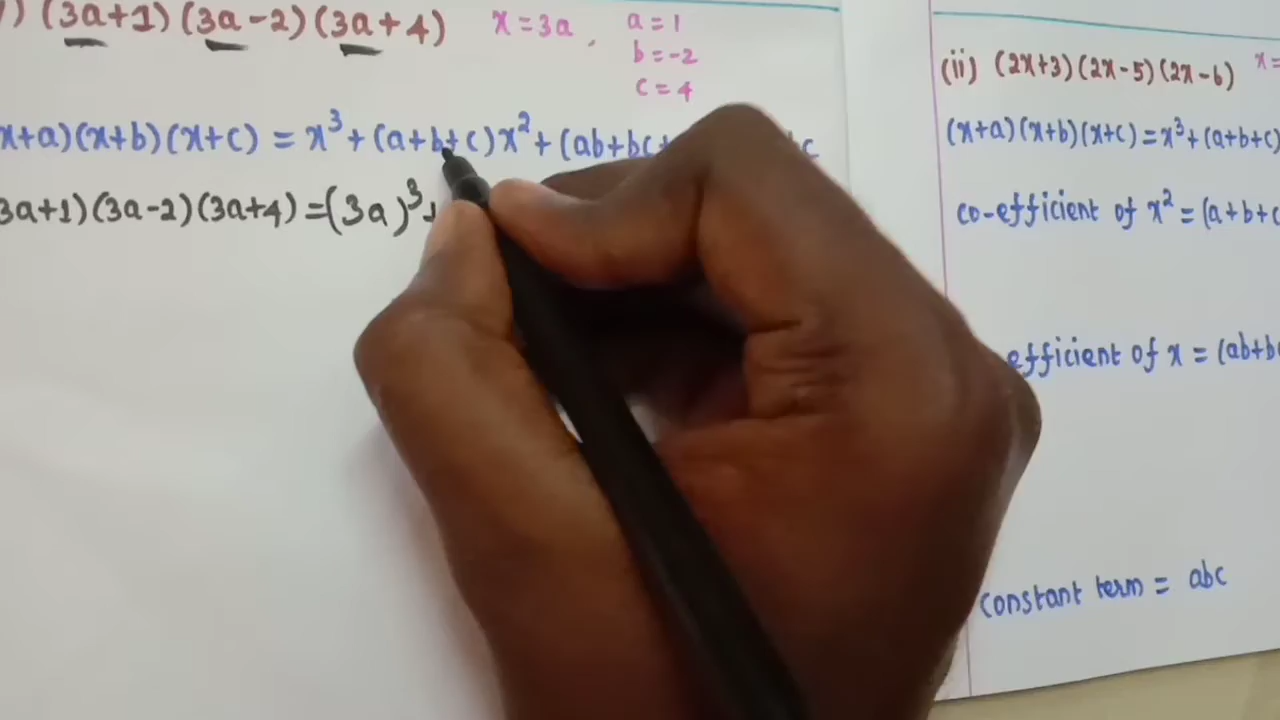 ) (3a+1) (3a-2) (3a+4) x = 3a , a = 1
b = -2
c = 4
x+a) (x+b) (x+c) = x³ + (a+b+c) x² + (ab+bc
3a+1) (3a-2) (3a+4) = (3a)³ +
(ii) (2x+3) (2x-5) (2x-6) x =
(x+a) (x+b) (x+c) = x³ + (a+b+c)
co-efficient of x² = (a+b+c
efficient of x = (ab+b
constant term = abc